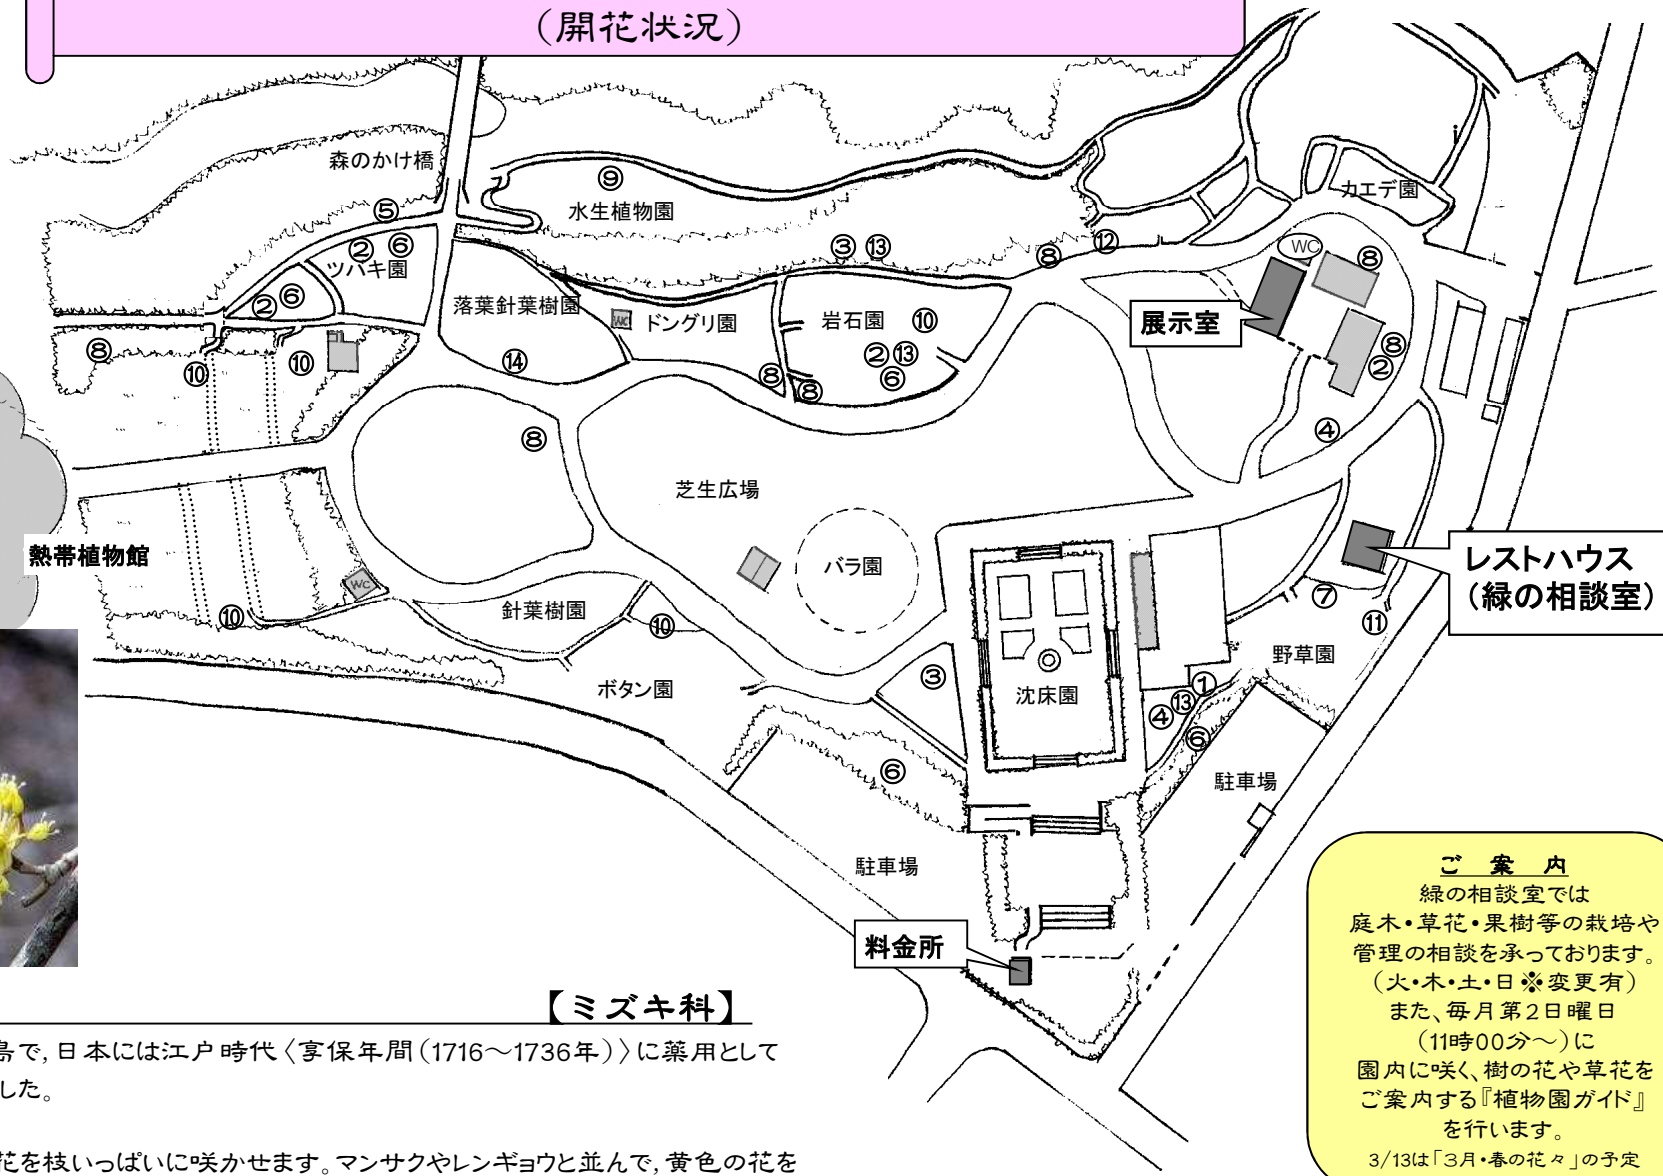 （開花状況）
森のかけ橋
⑨
水生植物園
カエデ園
⑤
② ⑥
ツバキ園
③ ⑬
⑧ ⑫
WC
⑧
② ⑥
落葉針葉樹園
WC
ドングリ園
岩石園 ⑩
展示室
⑧
⑩
⑩
⑭
② ⑬
⑥
⑧
⑧
⑧
②
⑧
④
芝生広場
熱帯植物館
バラ園
レストハウス
（緑の相談室）
WC
⑩
針葉樹園
⑩
⑦
⑪
野草園
ボタン園
③
沈床園
①
⑬
④
⑥
⑥
駐車場
駐車場
料金所
【ミズキ科】
島で,日本には江戸時代〈享保年間（1716～1736年）〉に薬用として
した。
花を枝いっぱいに咲かせます。マンサクやレンギョウと並んで,黄色の花を
ご 案 内
緑の相談室では
庭木・草花・果樹等の栽培や
管理の相談を承っております。
（火・木・土・日※変更有）
また、毎月第2日曜日
（11時00分～）に
園内に咲く、樹の花や草花を
ご案内する『植物園ガイド』
を行います。
3/13は「3月・春の花々」の予定